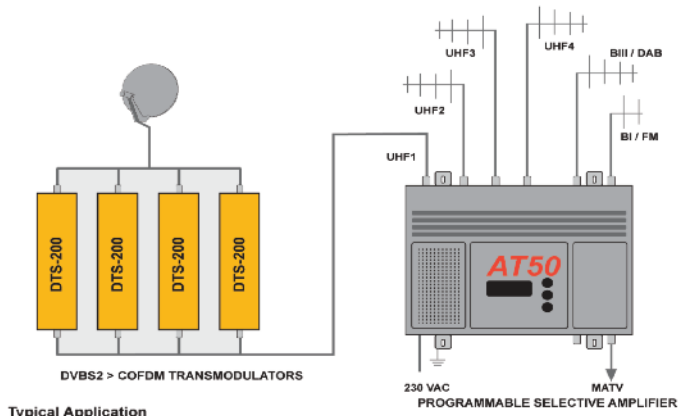 UHF3
UHF4
BIII / DAB
UHF2
BI / FM
UHF1
DTS-200
DTS-200
DTS-200
DTS-200
AT50
DVBS2 > COFDM TRANSMODULATORS
230 VAC
MATV
PROGRAMMABLE SELECTIVE AMPLIFIER
Typical Application